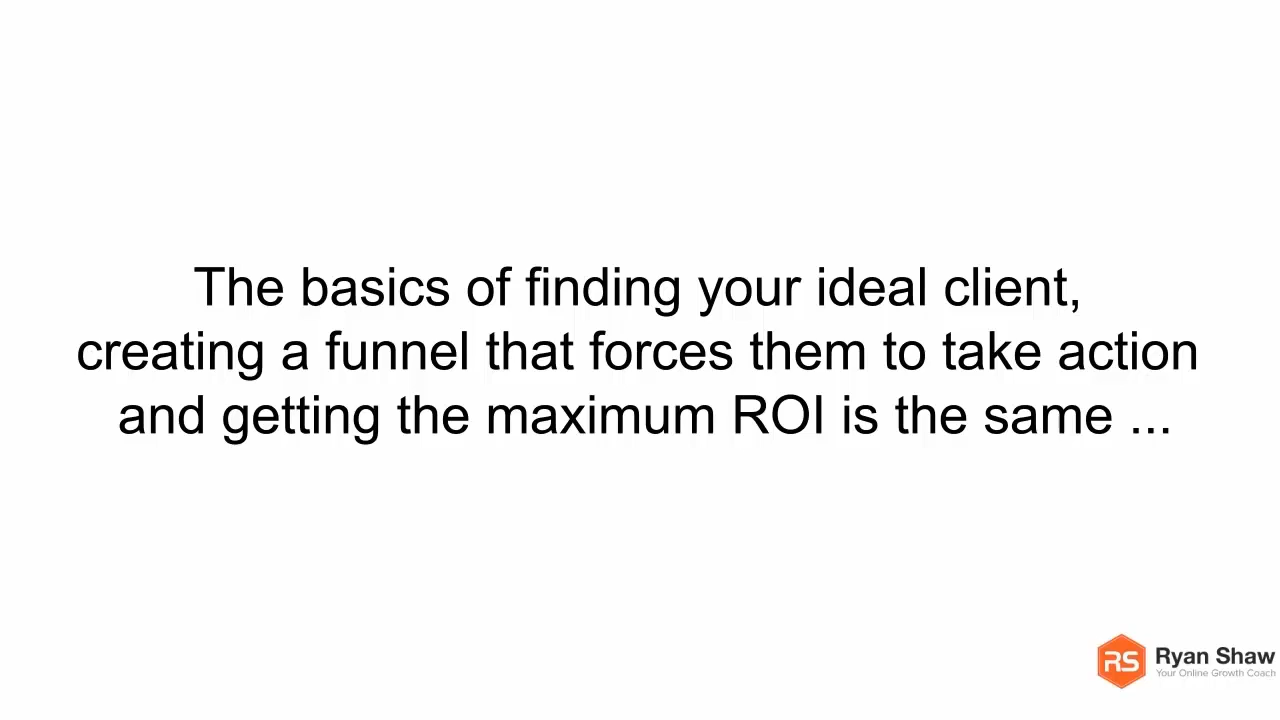 The basics of finding your ideal client,
creating a funnel that forces them to take action
and getting the maximum ROI is the same ...
RS
Ryan Shaw
Your Online Growth Coach